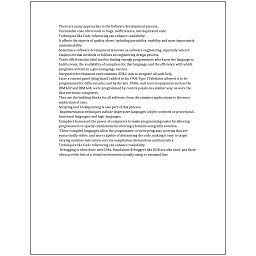 There are many approaches to the Software development process.
Unreadable code often leads to bugs, inefficiencies, and duplicated code.
Techniques like Code refactoring can enhance readability.
It affects the aspects of quality above, including portability, usability and most importantly
maintainability.
Sometimes software development is known as software engineering, especially when it
employs formal methods or follows an engineering design process.
Trade-offs from this ideal involve finding enough programmers who know the language to
build a team, the availability of compilers for that language, and the efficiency with which
programs written in a given language execute.
Integrated development environments (IDEs) aim to integrate all such help.
Later a control panel (plug board) added to his 1906 Type I Tabulator allowed it to be
programmed for different jobs, and by the late 1940s, unit record equipment such as the
IBM 602 and IBM 604, were programmed by control panels in a similar way, as were the
first electronic computers.
They are the building blocks for all software, from the simplest applications to the most
sophisticated ones.
Scripting and breakpointing is also part of this process.
Implementation techniques include imperative languages (object-oriented or procedural),
functional languages, and logic languages.
Compilers harnessed the power of computers to make programming easier by allowing
programmers to specify calculations by entering a formula using infix notation.
These compiled languages allow the programmer to write programs in terms that are
syntactically richer, and more capable of abstracting the code, making it easy to target
varying machine instruction sets via compilation declarations and heuristics.
Techniques like Code refactoring can enhance readability.
Debugging is often done with IDEs. Standalone debuggers like GDB are also used, and these
often provide less of a visual environment, usually using a command line.